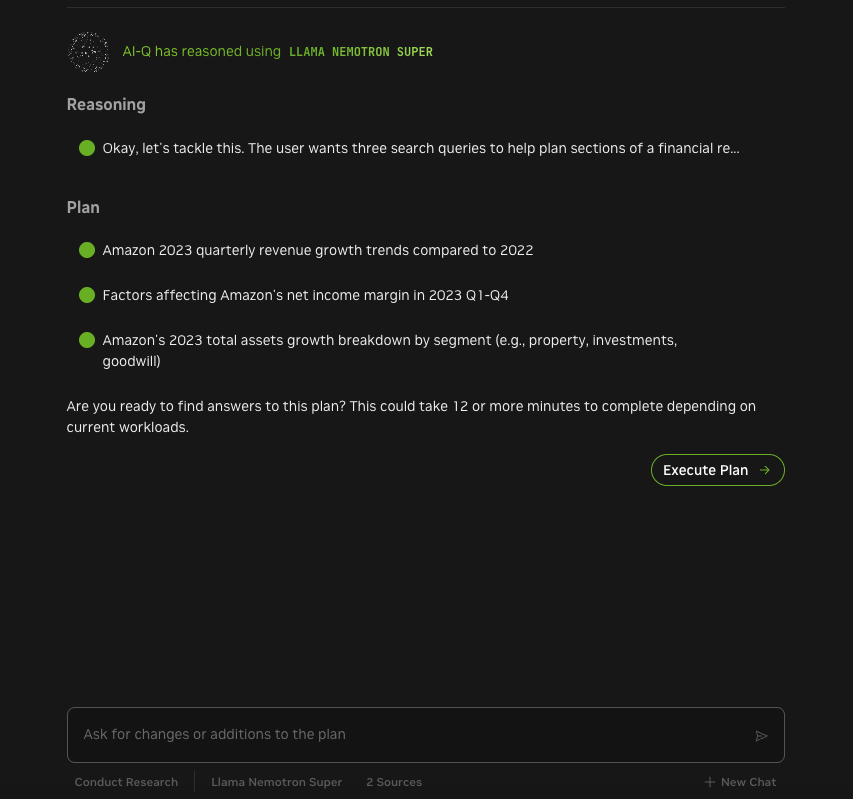 AI-Q has reasoned using LLAMA NEMOTRON SUPER
Reasoning
Okay, let's tackle this. The user wants three search queries to help plan sections of a financial re...
Plan
Amazon 2023 quarterly revenue growth trends compared to 2022
Factors affecting Amazon's net income margin in 2023 Q1-Q4
Amazon's 2023 total assets growth breakdown by segment (e.g., property, investments,
goodwill)
Are you ready to find answers to this plan? This could take 12 or more minutes to complete depending on
current workloads.
Execute Plan
Ask for changes or additions to the plan
Conduct Research Llama Nemotron Super 2 Sources New Chat